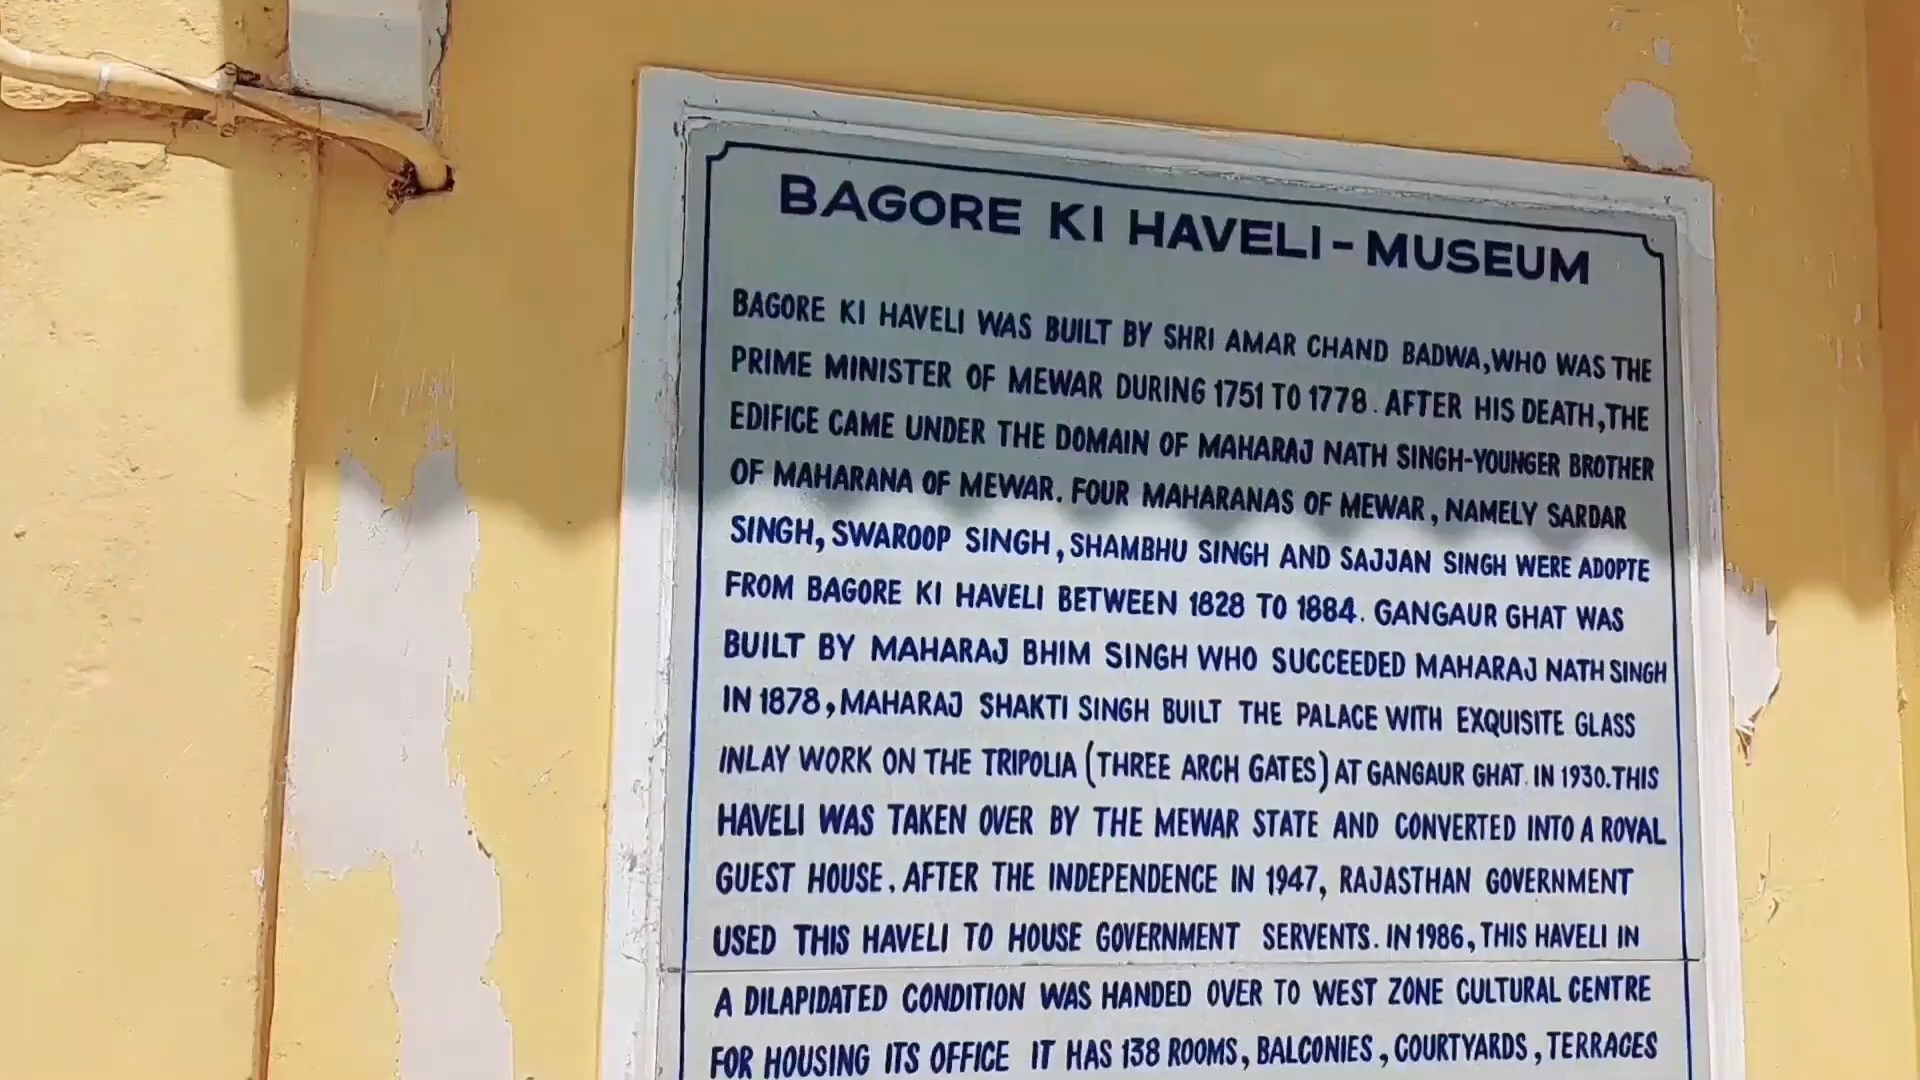 BAGORE KI HAVELI-MUSEUM
BAGORE KI HAVELI WAS BUILT BY SHRI AMAR CHAND BADWA, WHO WAS THE
PRIME MINISTER OF MEWAR DURING 1751 TO 1778. AFTER HIS DEATH, THE
EDIFICE CAME UNDER THE DOMAIN OF MAHARAJ NATH SINGH-YOUNGER BROTHER
OF MAHARANA OF MEWAR. FOUR MAHARANAS OF MEWAR, NAMELY SARDAR
SINGH, SWAROOP SINGH, SHAMBHU SINGH AND SAJJAN SINGH WERE ADOPTE
FROM BAGORE KI HAVELI BETWEEN 1828 TO 1884. GANGAUR GHAT WAS
BUILT BY MAHARAJ BHIM SINGH WHO SUCCEEDED MAHARAJ NATH SINGH
IN 1878, MAHARAJ SHAKTI SINGH BUILT THE PALACE WITH EXQUISITE GLASS
INLAY WORK ON THE TRIPOLIA (THREE ARCH GATES) AT GANGAUR GHAT. IN 1930. THIS
HAVELI WAS TAKEN OVER BY THE MEWAR STATE AND CONVERTED INTO A ROYAL
GUEST HOUSE. AFTER THE INDEPENDENCE IN 1947, RAJASTHAN GOVERNMENT
USED THIS HAVELI TO HOUSE GOVERNMENT SERVENTS. IN 1986, THIS HAVELI IN
A DILAPIDATED CONDITION WAS HANDED OVER TO WEST ZONE CULTURAL CENTRE
FOR HOUSING ITS OFFICE IT HAS 138 ROOMS, BALCONIES, COURTYARDS, TERRACES